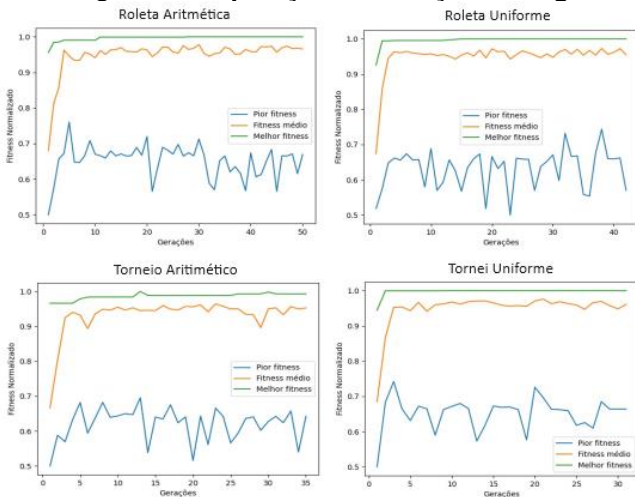 Roleta Aritmética
Roleta Uniforme
1.0
0.9
0.8
0.7
0.6
0.5
Fitness Normalizado
Pior fitness
Fitness médio
Melhor fitness
0
10
20
30
40
50
Gerações
1.0
0.9
0.8
0.7
0.6
0.5
Fitness Normalizado
Pior fitness
Fitness médio
Melhor fitness
0
10
20
30
40
Gerações
Torneio Aritimético
Tornei Uniforme
1.0
0.9
0.8
0.7
0.6
0.5
Fitness Normalizado
Pior fitness
Fitness médio
Melhor fitness
0
5
10
15
20
25
30
35
Gerações
1.0
0.9
0.8
0.7
0.6
0.5
Fitness Normalizado
Pior fitness
Fitness médio
Melhor fitness
0
5
10
15
20
25
30
Gerações